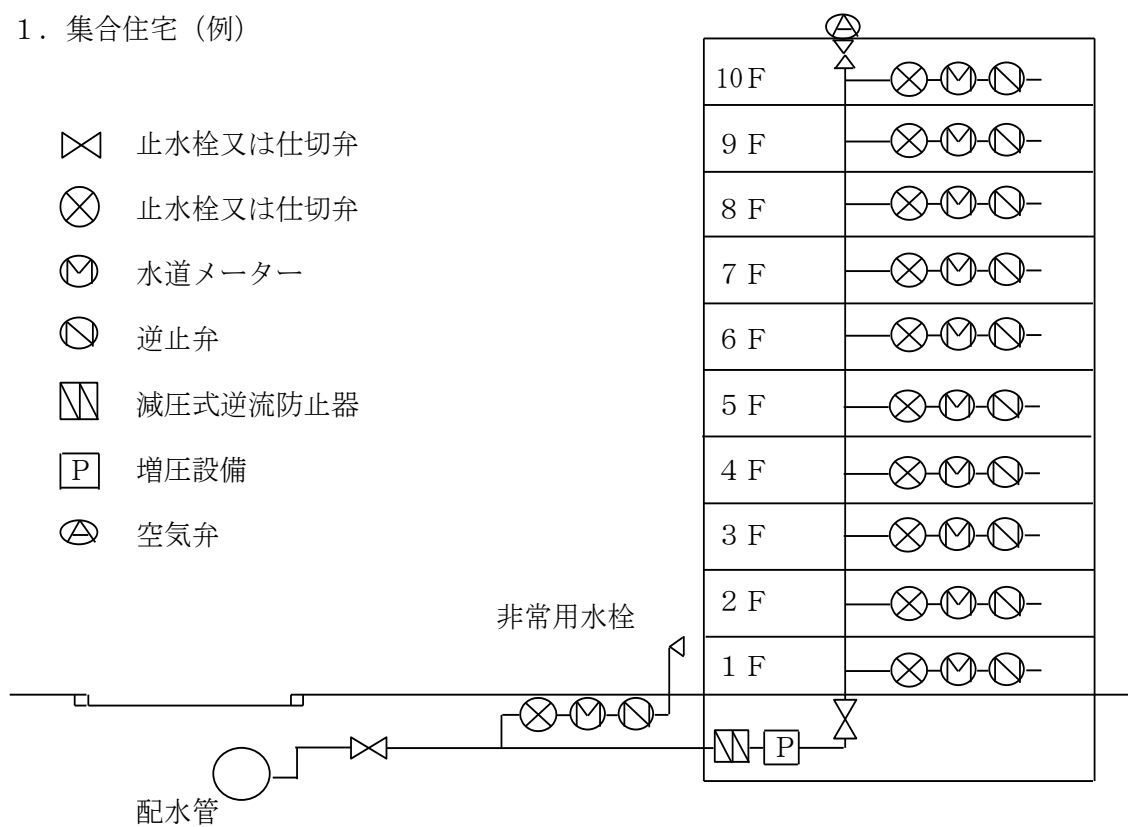 １．集合住宅（例）
止水栓又は仕切弁
止水栓又は仕切弁
M 水道メーター
逆止弁
減圧式逆流防止器
P 増圧設備
A 空気弁
A
10Ｆ
９Ｆ
８Ｆ
７Ｆ
６Ｆ
５Ｆ
４Ｆ
３Ｆ
２Ｆ
１Ｆ
非常用水栓
P
配水管